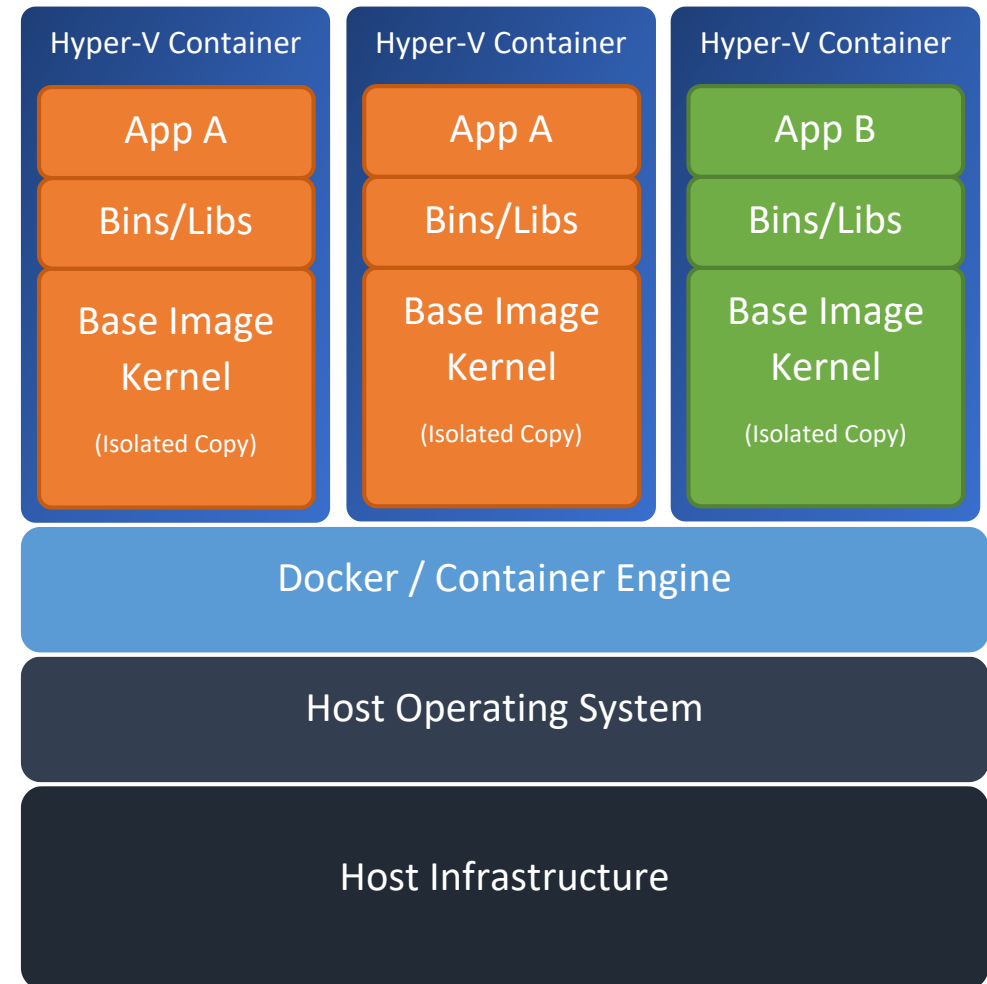 Hyper-V Container
App A
Bins/Libs
Base Image
Kernel
(Isolated Copy)
Hyper-V Container
App A
Bins/Libs
Base Image
Kernel
(Isolated Copy)
Hyper-V Container
App B
Bins/Libs
Base Image
Kernel
(Isolated Copy)
Docker / Container Engine
Host Operating System
Host Infrastructure